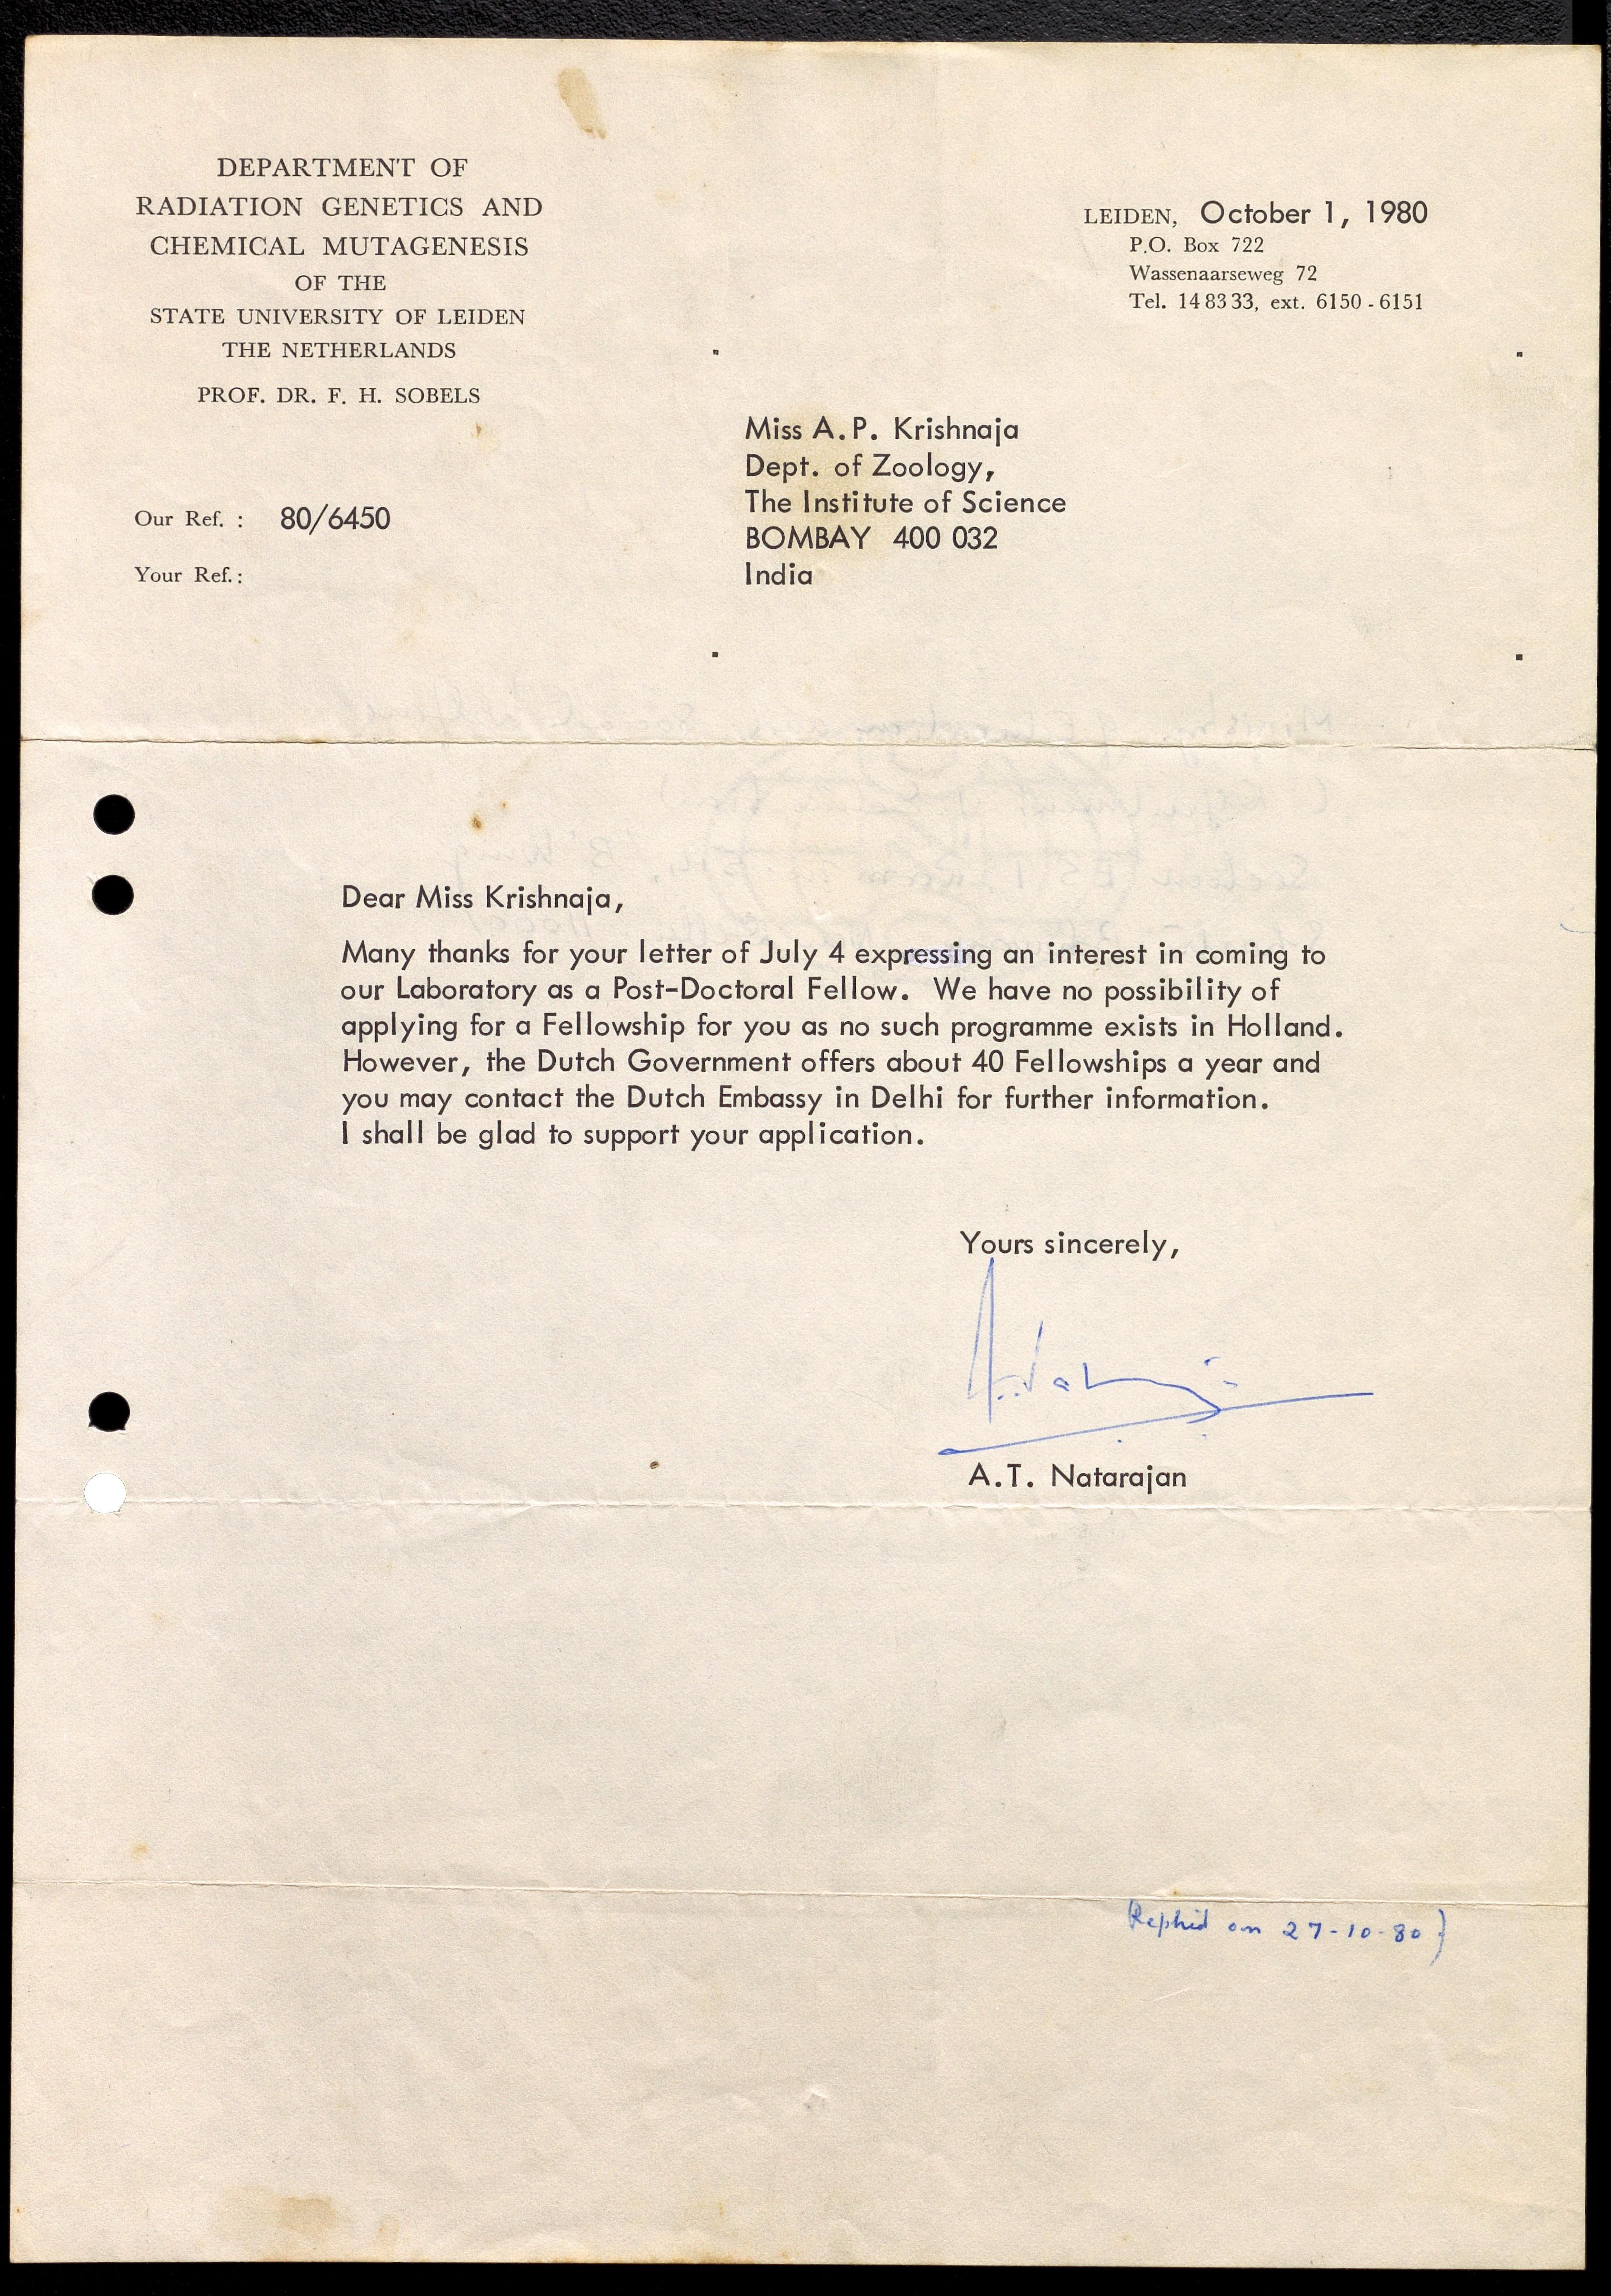 DEPARTMENT OF
RADIATION GENETICS AND
CHEMICAL MUTAGENESIS
OF THE
STATE UNIVERSITY OF LEIDEN
THE NETHERLANDS
PROF. DR. F. H. SOBELS
LEIDEN, October 1, 1980
P.O. Box 722
Wassenaarseweg 72
Tel. 14 83 33, ext. 6150 - 6151
Our Ref. : 80/6450
Your Ref. :
Miss A.P. Krishnaja
Dept. of Zoology,
The Institute of Science
BOMBAY 400 032
India
Dear Miss Krishnaja,
Many thanks for your letter of July 4 expressing an interest in coming to
our Laboratory as a Post-Doctoral Fellow. We have no possibility of
applying for a Fellowship for you as no such programme exists in Holland.
However, the Dutch Government offers about 40 Fellowships a year and
you may contact the Dutch Embassy in Delhi for further information.
I shall be glad to support your application.
Yours sincerely,
A.T. Natarajan
Replied on 27-10-80}